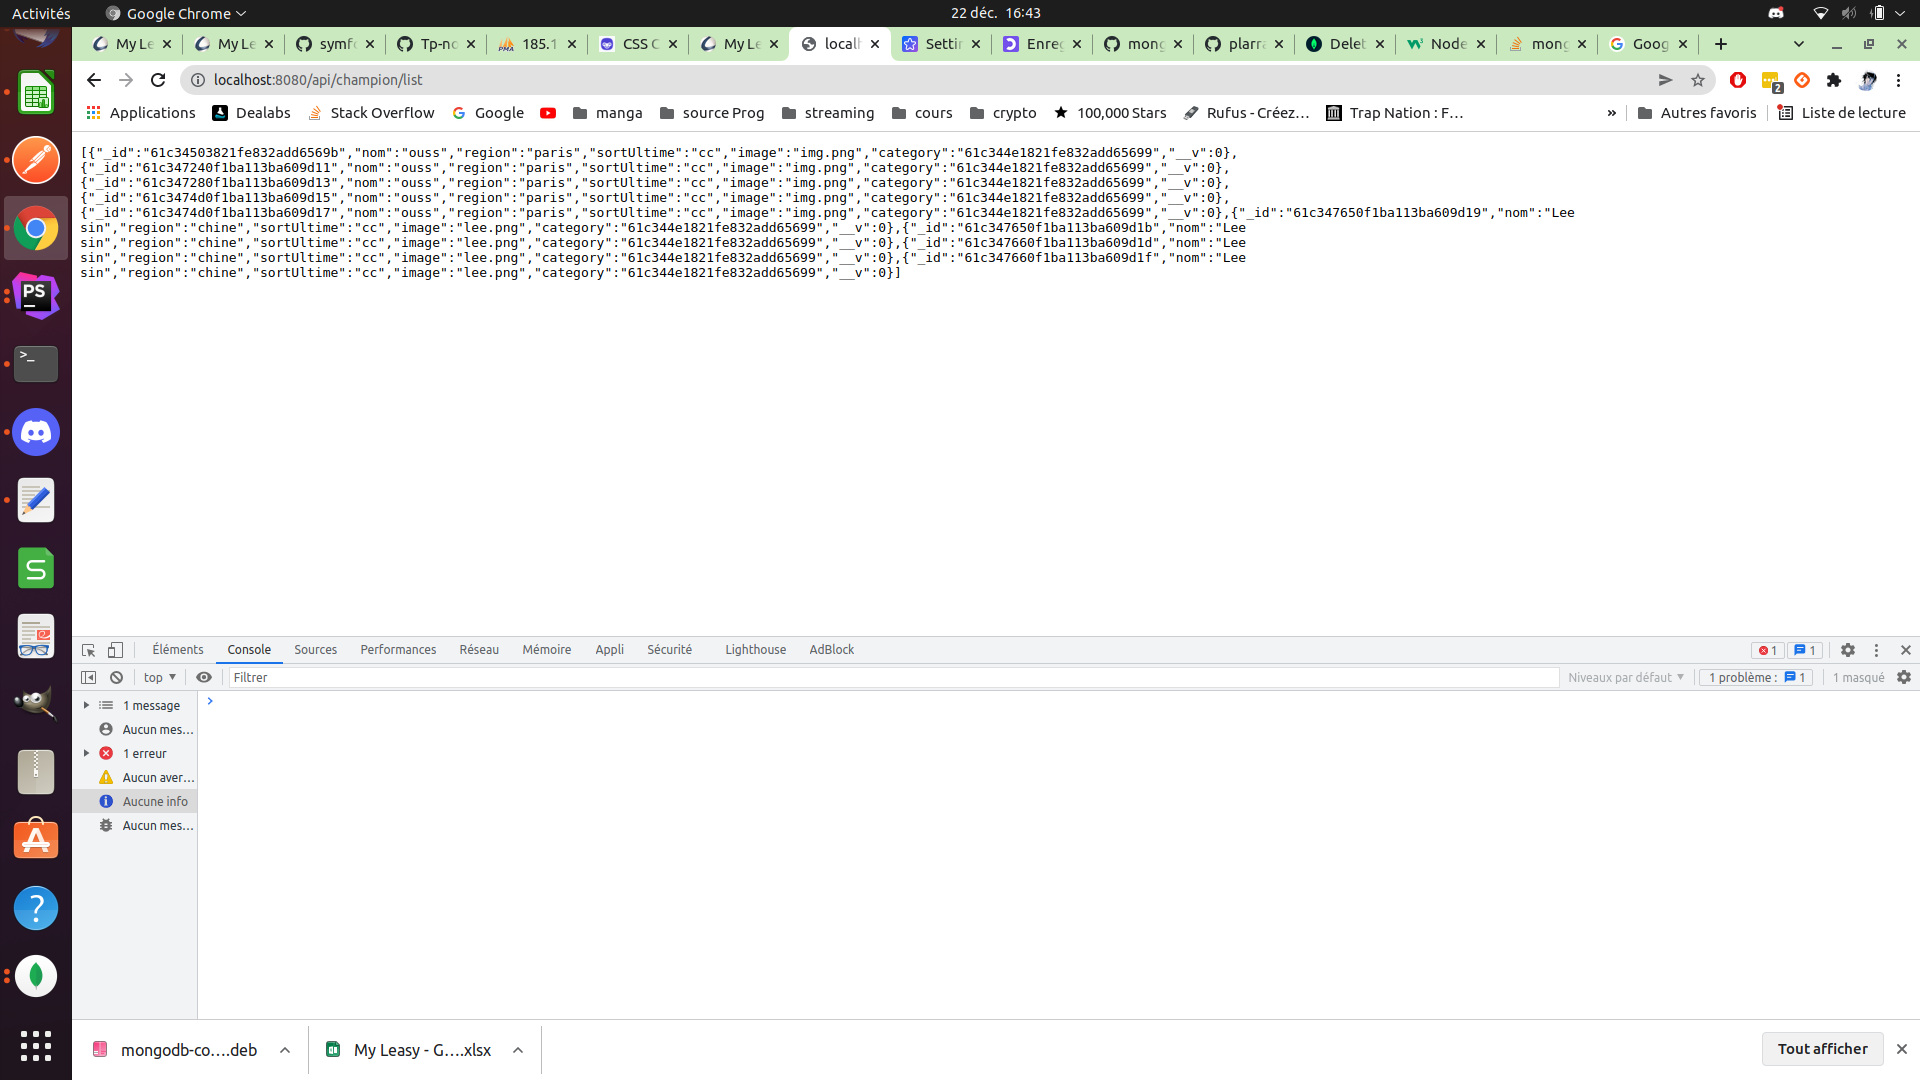 Activités
Google Chrome
22 déc. 16:43
My Le
My Le
symfo
Tp-no
185.1
CSS C
My Le
localh
Settin
Enreg
mong
plarra
Delet
Node
mong
Goog
localhost:8080/api/champion/list
2
Applications
Dealabs
Stack Overflow
Google
manga
source Prog
streaming
cours
crypto
100,000 Stars
Rufus - Créez…
Trap Nation : F…
»
Autres favoris
Liste de lecture
[{"_id":"61c34503821fe832add6569b","nom":"ouss","region":"paris","sortUltime":"cc","image":"img.png","category":"61c344e1821fe832add65699","__v":0},
{"_id":"61c347240f1ba113ba609d11","nom":"ouss","region":"paris","sortUltime":"cc","image":"img.png","category":"61c344e1821fe832add65699","__v":0},
{"_id":"61c347280f1ba113ba609d13","nom":"ouss","region":"paris","sortUltime":"cc","image":"img.png","category":"61c344e1821fe832add65699","__v":0},
{"_id":"61c3474d0f1ba113ba609d15","nom":"ouss","region":"paris","sortUltime":"cc","image":"img.png","category":"61c344e1821fe832add65699","__v":0},
{"_id":"61c3474d0f1ba113ba609d17","nom":"ouss","region":"paris","sortUltime":"cc","image":"img.png","category":"61c344e1821fe832add65699","__v":0},{"_id":"61c347650f1ba113ba609d19","nom":"Lee
sin","region":"chine","sortUltime":"cc","image":"lee.png","category":"61c344e1821fe832add65699","__v":0},{"_id":"61c347650f1ba113ba609d1b","nom":"Lee
sin","region":"chine","sortUltime":"cc","image":"lee.png","category":"61c344e1821fe832add65699","__v":0},{"_id":"61c347660f1ba113ba609d1d","nom":"Lee
sin","region":"chine","sortUltime":"cc","image":"lee.png","category":"61c344e1821fe832add65699","__v":0},{"_id":"61c347660f1ba113ba609d1f","nom":"Lee
sin","region":"chine","sortUltime":"cc","image":"lee.png","category":"61c344e1821fe832add65699","__v":0}]
Éléments
Console
Sources
Performances
Réseau
Mémoire
Appli
Sécurité
Lighthouse
AdBlock
1
1
top
Filtrer
Niveaux par défaut
1 problème : 1
1 masqué
1 message
Aucun mes…
1 erreur
Aucun aver…
Aucune info
Aucun mes…
PS
mongodb-co….deb
My Leasy - G….xlsx
Tout afficher